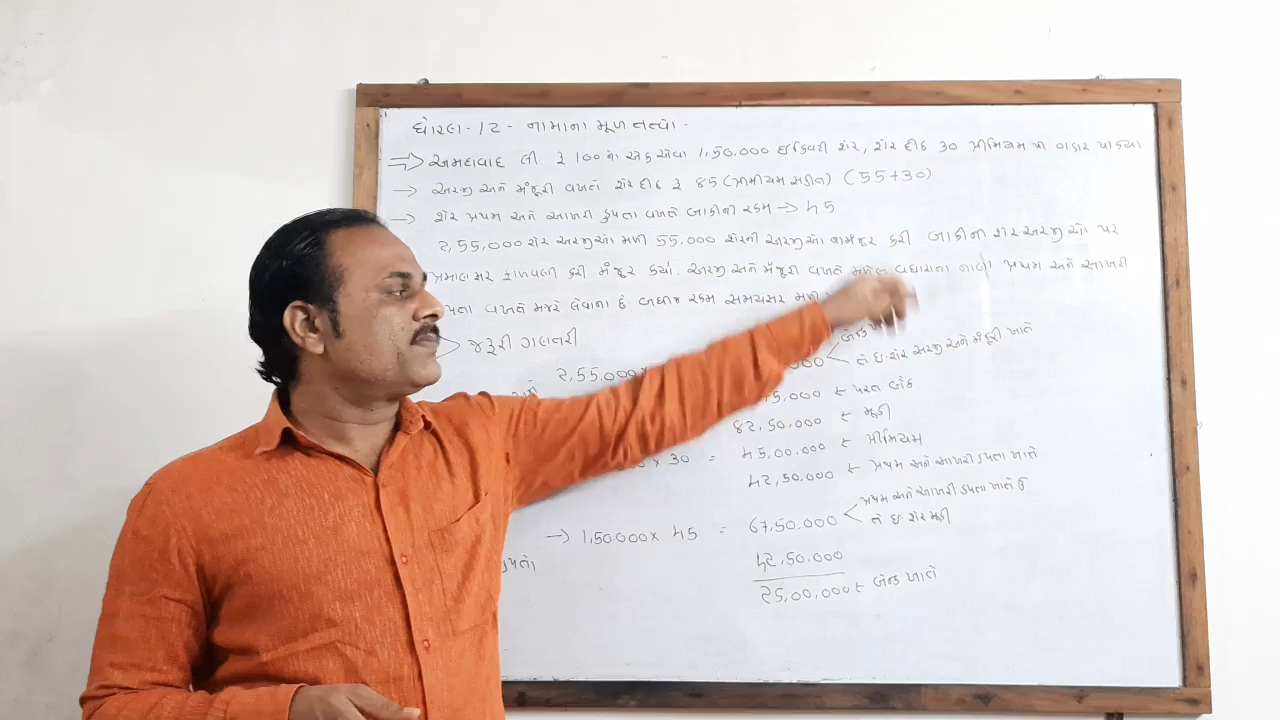 ધોરણ -12 - નામાના મૂળ તત્વો -
અમદાવાદ લી. ₹ 100 નો એક એવા 1,50,000 ઇક્વિટી શેર, શેર દીઠ 30 પ્રીમિયમ થી બહાર પાડ્યા
→ અરજી અને મંજૂરી વખતે શેર દીઠ ₹ 85 (પ્રીમીયમ સહીત) (55+30)
→ શેર પ્રથમ અને આખરી હપતા વખતે બાકીની રકમ → 45
2,55,000 શેર અરજીઓ મળી 55,000 શેરની અરજીઓ નામંજૂર કરી બાકીની શેર અરજીઓ પર
પ્રમાણસર ફાળવણી કરી મંજૂર કર્યા. અરજી અને મંજૂરી વખતે મળેલ વધારાના નાણાં પ્રથમ અને આખરી
વખતે મજરે લેવાના છે બધીજ રકમ સમયસર મળી
જરૂરી ગણતરી
2,55,000 ×
તે ઇ. શેર અરજી અને મંજૂરી ખાતે
પરત બેંક
82,50,000 મૂડી
× 30 = 45,00,000 પ્રીમિયમ
42,50,000 પ્રથમ અને આખરી હપતા ખાતે
→ 1,50,000 × 45 = 67,50,000 પ્રથમ અને આખરી હપતા ખાતે ઉ
તે ઇ. શેર મૂડી
42,50,000
25,00,000 બેન્ક ખાતે